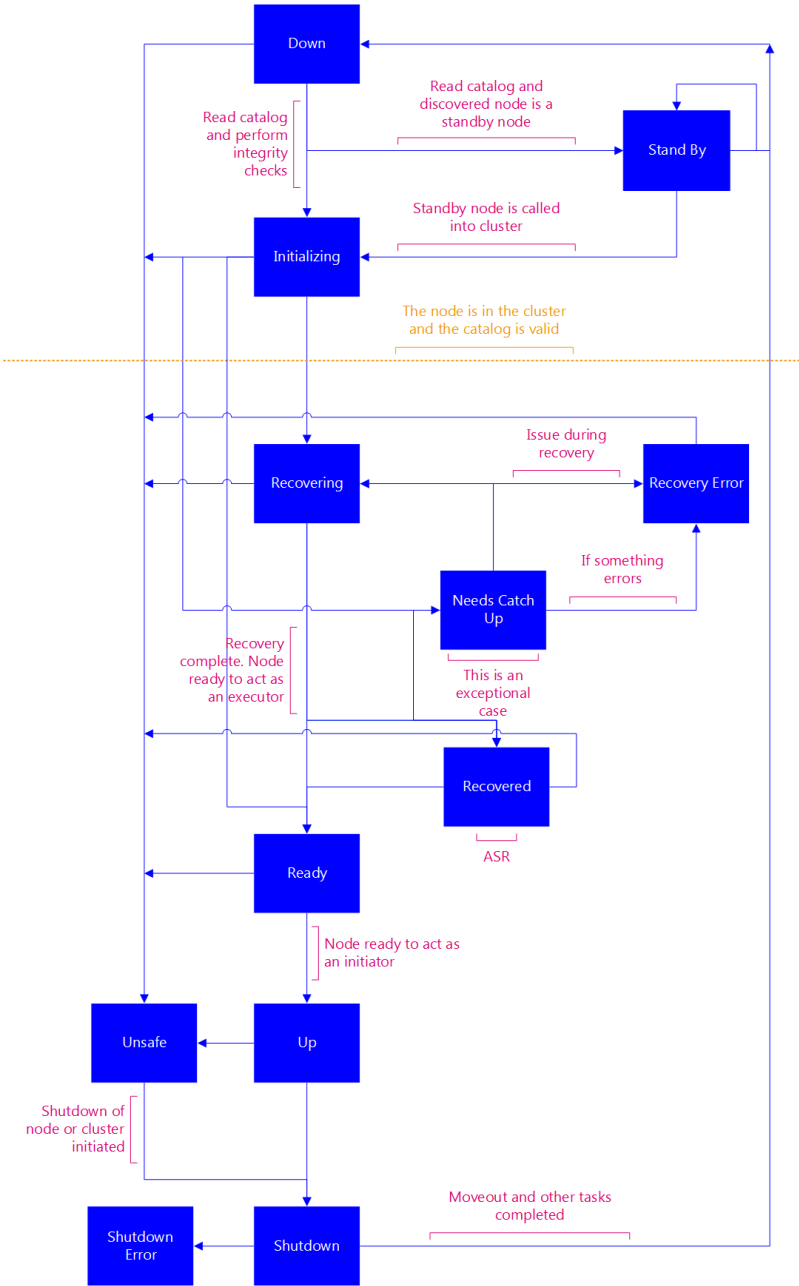 Down
Read catalog and
discovered node is a
standby node
Read catalog
and perform
integrity
checks
Stand By
Standby node is called
into cluster
Initializing
The node is in the cluster
and the catalog is valid
Issue during
recovery
Recovering
Recovery Error
If something
errors
Needs Catch
Up
Recovery
complete. Node
ready to act as
an executor
This is an
exceptional
case
Recovered
ASR
Ready
Node ready to act as
an initiator
Unsafe
Up
Shutdown of
node or cluster
initiated
Moveout and other tasks
completed
Shutdown
Error
Shutdown